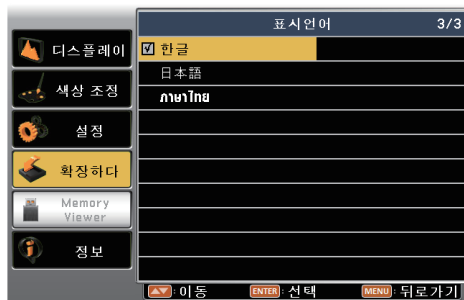 표시언어 3/3
디스플레이
색상 조정
설정
확장하다
Memory
Viewer
정보
☑ 한글
日本語
ภาษาไทย
▲▼:이동 ENTER:선택 MENU:뒤로가기